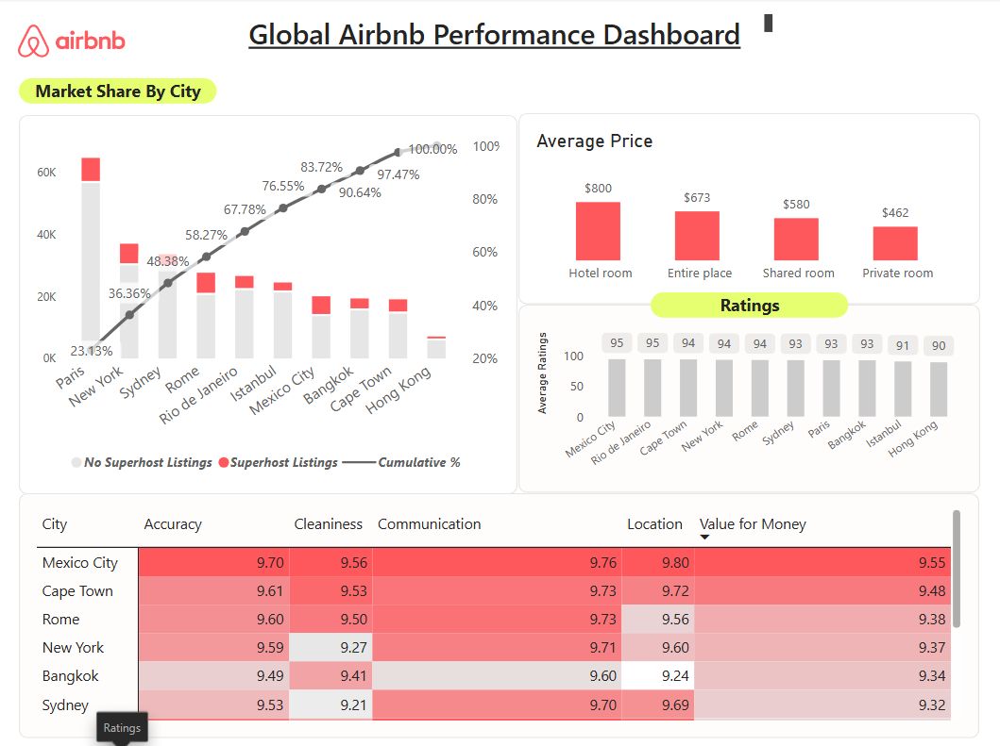 airbnb
Global Airbnb Performance Dashboard
Market Share By City
60K
40K
20K
0K
100%
80%
60%
40%
20%
23.13%
36.36%
48.38%
58.27%
67.78%
76.55%
83.72%
90.64%
97.47%
100.00%
Paris
New York
Sydney
Rome
Rio de Janeiro
Istanbul
Mexico City
Bangkok
Cape Town
Hong Kong
No Superhost Listings Superhost Listings Cumulative %
Average Price
$800
$673
$580
$462
Hotel room Entire place Shared room Private room
Ratings
Average Ratings
100
50
0
95 95 94 94 94 93 93 93 91 90
Mexico City
Rio de Janeiro
Cape Town
New York
Rome
Sydney
Paris
Bangkok
Istanbul
Hong Kong
City Accuracy Cleaniness Communication Location Value for Money
Mexico City 9.70 9.56 9.76 9.80 9.55
Cape Town 9.61 9.53 9.73 9.72 9.48
Rome 9.60 9.50 9.73 9.56 9.38
New York 9.59 9.27 9.71 9.60 9.37
Bangkok 9.49 9.41 9.60 9.24 9.34
Sydney 9.53 9.21 9.70 9.69 9.32
Ratings